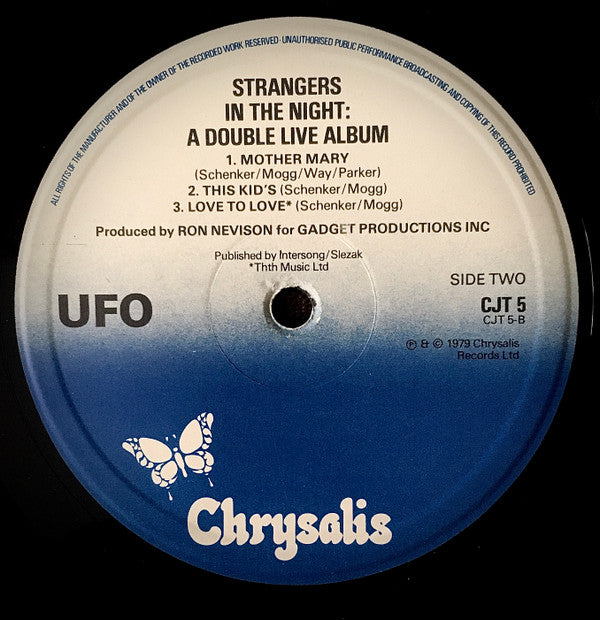 ALL RIGHTS OF THE MANUFACTURER AND OF THE OWNER OF THE RECORDED WORK RESERVED · UNAUTHORISED PUBLIC PERFORMANCE BROADCASTING AND COPYING OF THIS RECORD PROHIBITED
STRANGERS
IN THE NIGHT:
A DOUBLE LIVE ALBUM
1. MOTHER MARY
(Schenker/Mogg/Way/Parker)
2. THIS KID'S (Schenker/Mogg)
3. LOVE TO LOVE* (Schenker/Mogg)
Produced by RON NEVISON for GADGET PRODUCTIONS INC
Published by Intersong/Slezak
*Thth Music Ltd
SIDE TWO
UFO
CJT 5
CJT 5-B
℗ & © 1979 Chrysalis
Records Ltd
Chrysalis